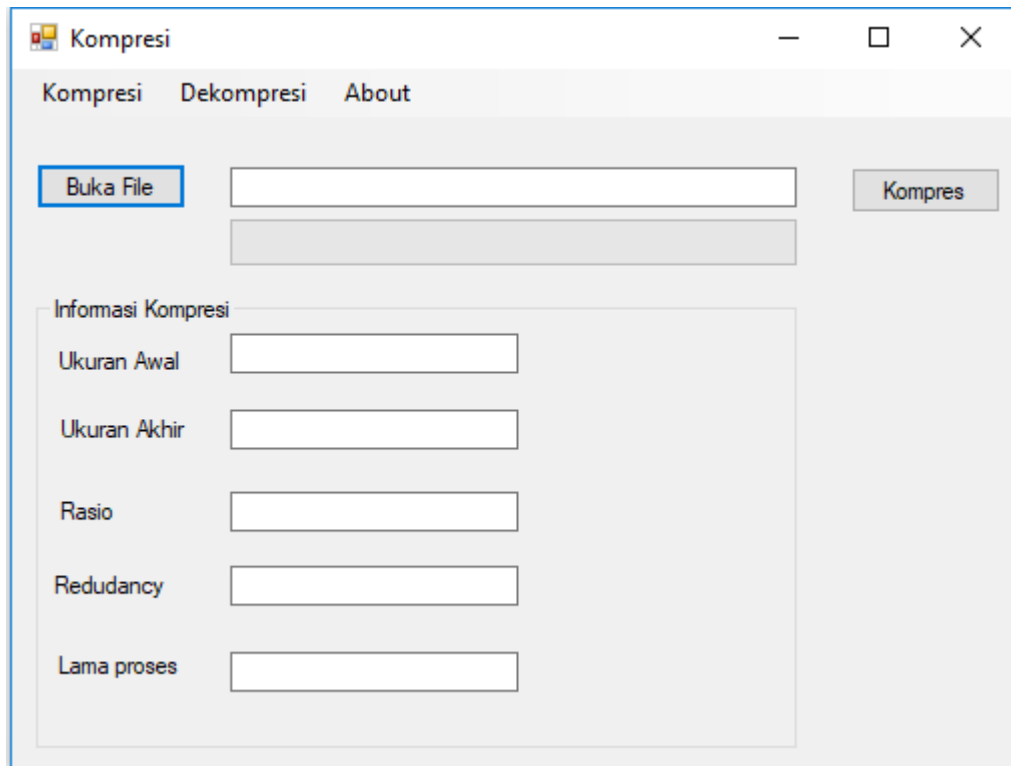 Kompresi
Kompresi Dekompresi About
Buka File Kompres
Informasi Kompresi
Ukuran Awal
Ukuran Akhir
Rasio
Redudancy
Lama proses